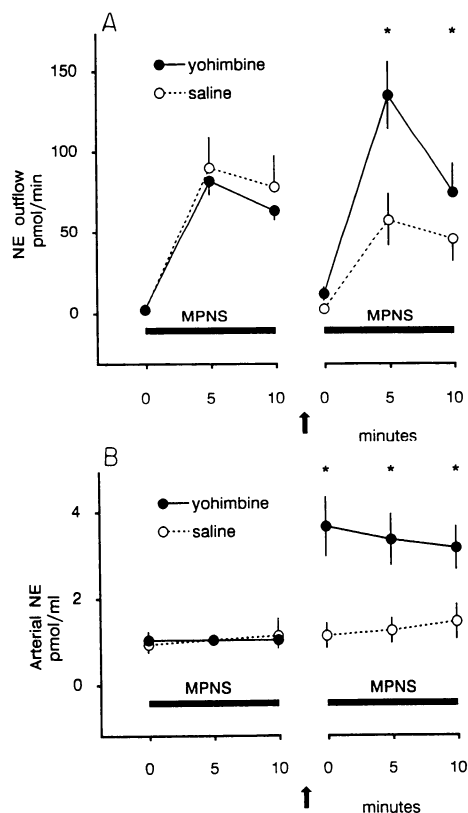 A
* *
150
yohimbine
saline
100
NE outflow
pmol/min
50
0
MPNS MPNS
0 5 10 0 5 10
minutes
B
* * *
4
yohimbine
saline
Arterial NE
pmol/ml
2
0
MPNS MPNS
0 5 10 0 5 10
minutes